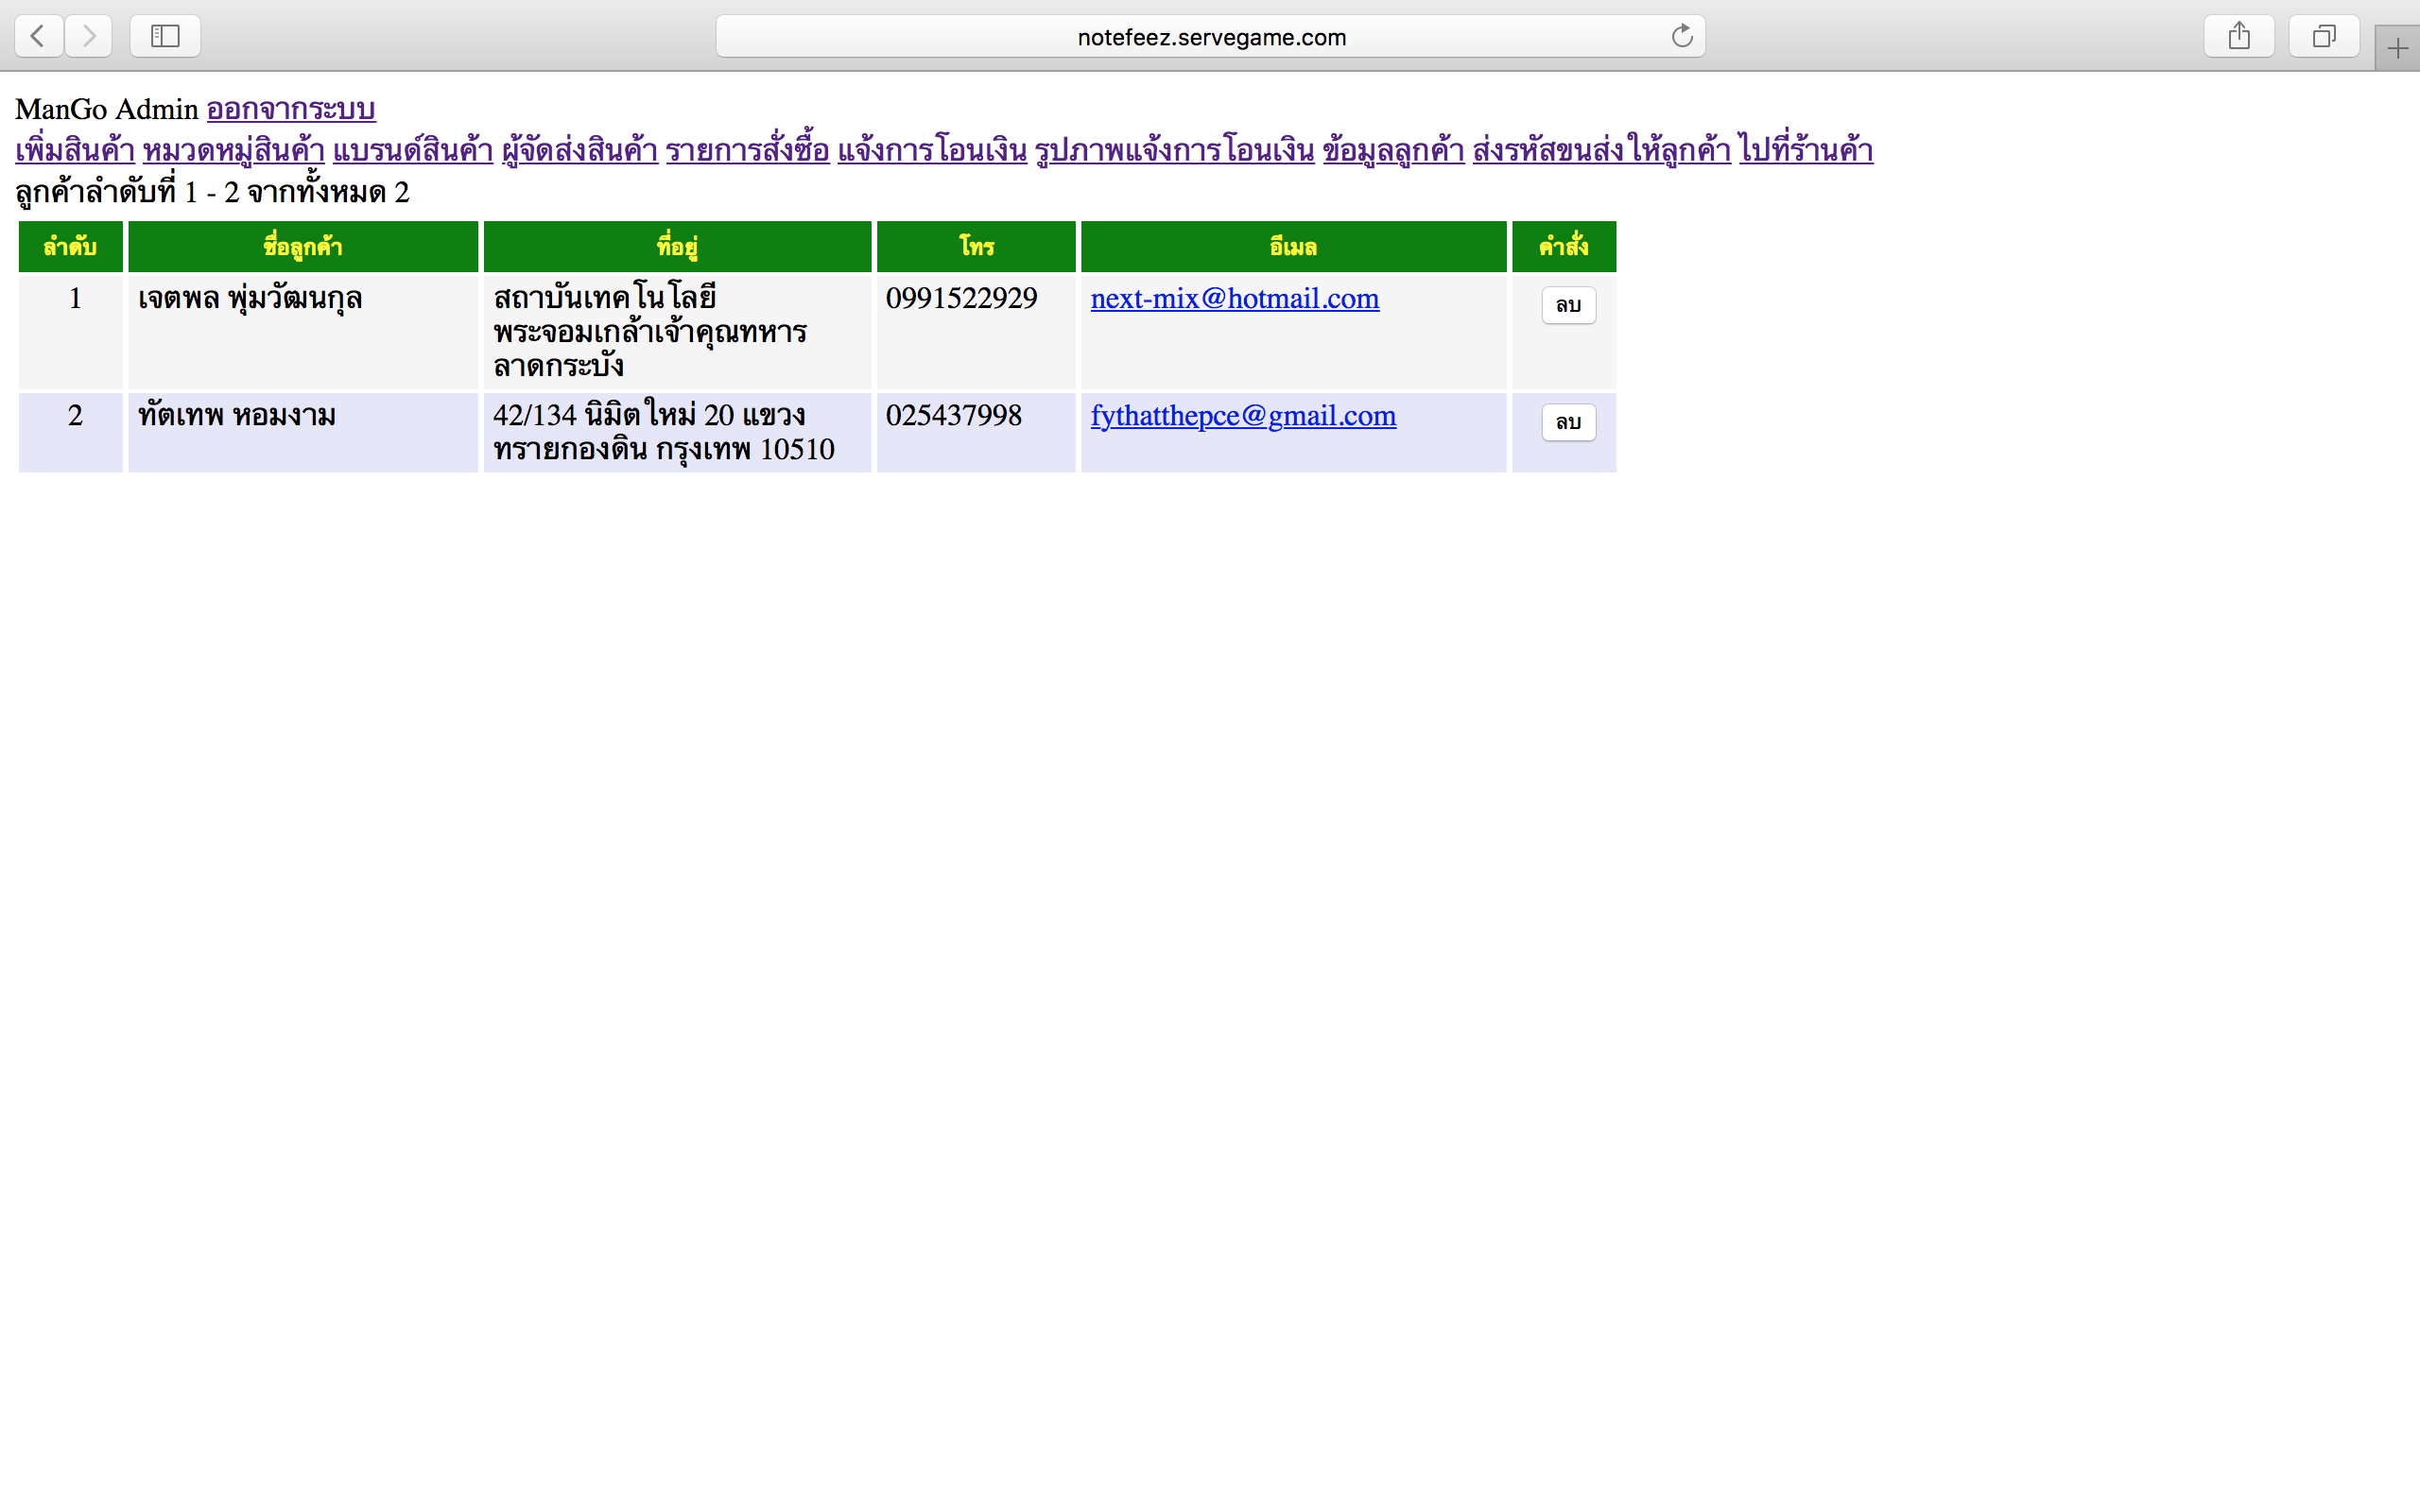 notefeez.servegame.com
ManGo Admin ออกจากระบบ
เพิ่มสินค้า หมวดหมู่สินค้า แบรนด์สินค้า ผู้จัดส่งสินค้า รายการสั่งซื้อ แจ้งการโอนเงิน รูปภาพแจ้งการโอนเงิน ข้อมูลลูกค้า ส่งรหัสขนส่งให้ลูกค้า ไปที่ร้านค้า
ลูกค้าลำดับที่ 1 - 2 จากทั้งหมด 2
ลำดับ ชื่อลูกค้า ที่อยู่ โทร อีเมล คำสั่ง
1 เจตพล พุ่มวัฒนกุล สถาบันเทคโนโลยี 0991522929 next-mix@hotmail.com ลบ
พระจอมเกล้าเจ้าคุณทหาร
ลาดกระบัง
2 ทัตเทพ หอมงาม 42/134 นิมิตใหม่ 20 แขวง 025437998 fythatthepce@gmail.com ลบ
ทรายกองดิน กรุงเทพ 10510